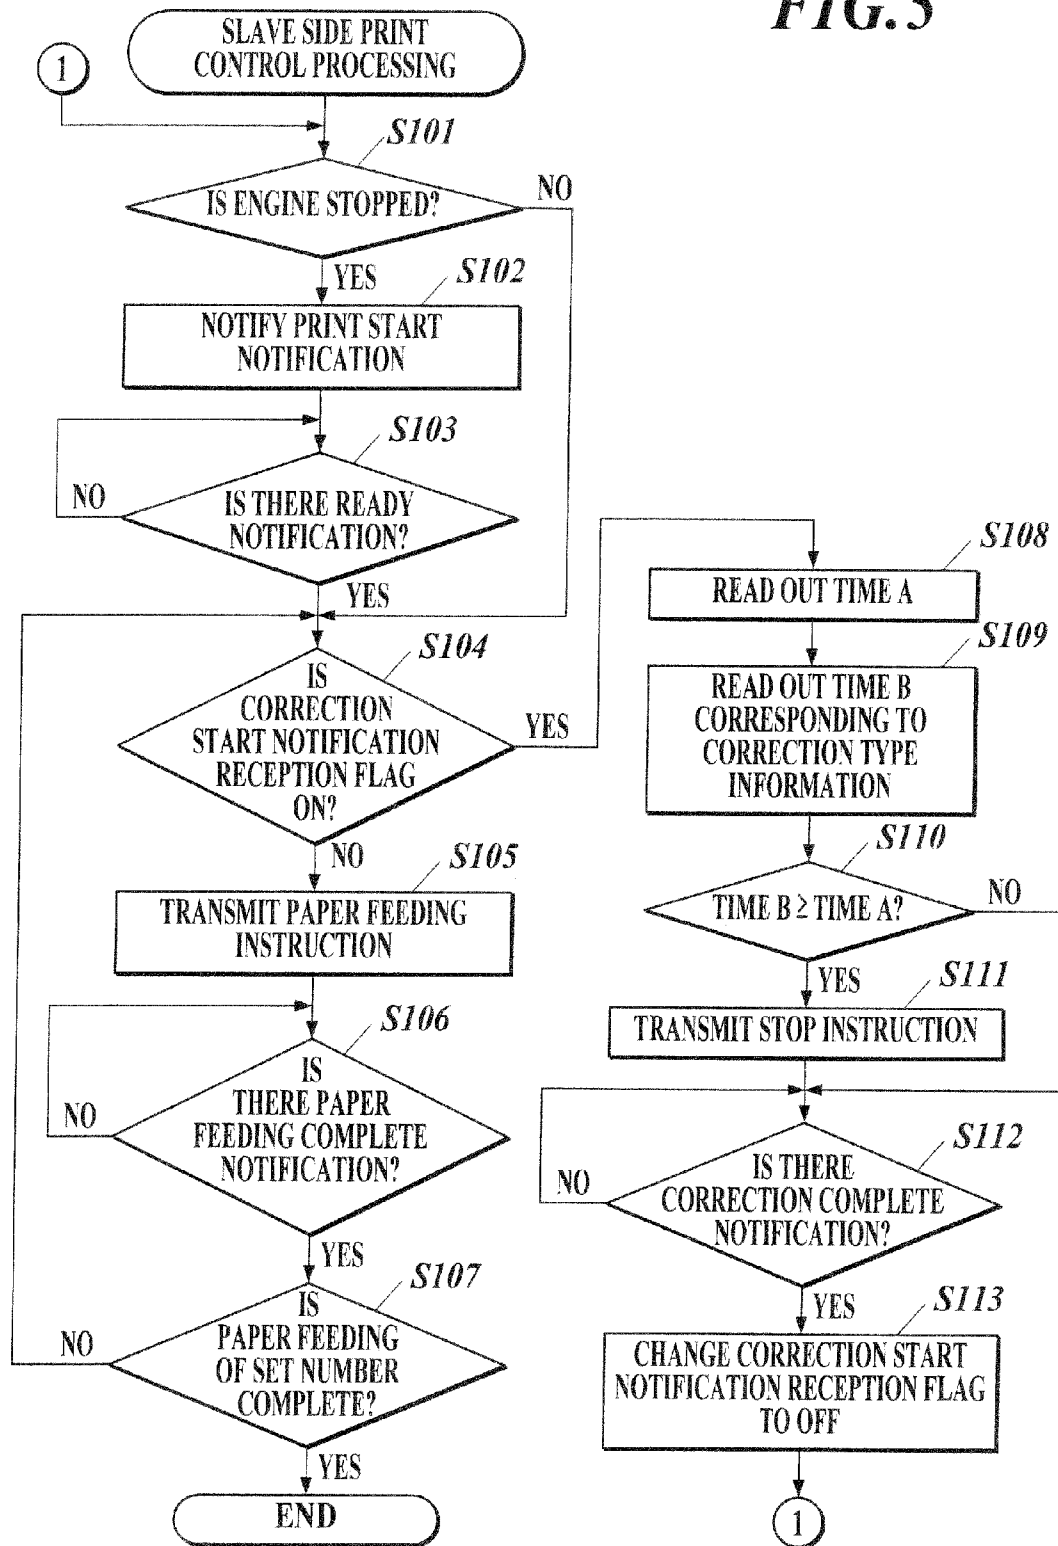 FIG. 5
SLAVE SIDE PRINT
CONTROL PROCESSING
1
S101
IS ENGINE STOPPED?
NO
YES
S102
NOTIFY PRINT START
NOTIFICATION
S103
NO
IS THERE READY
NOTIFICATION?
YES
S104
IS
CORRECTION
START NOTIFICATION
RECEPTION FLAG
ON?
YES
NO
S105
TRANSMIT PAPER FEEDING
INSTRUCTION
S106
NO
IS
THERE PAPER
FEEDING COMPLETE
NOTIFICATION?
YES
S107
NO
IS
PAPER FEEDING
OF SET NUMBER
COMPLETE?
YES
END
S108
READ OUT TIME A
S109
READ OUT TIME B
CORRESPONDING TO
CORRECTION TYPE
INFORMATION
S110
TIME B ≥ TIME A?
NO
YES
S111
TRANSMIT STOP INSTRUCTION
S112
NO
IS THERE
CORRECTION COMPLETE
NOTIFICATION?
YES
S113
CHANGE CORRECTION START
NOTIFICATION RECEPTION FLAG
TO OFF
1